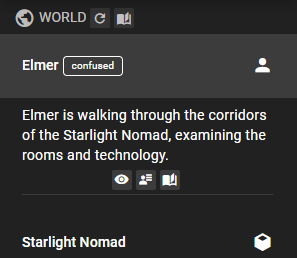 WORLD
Elmer confused
Elmer is walking through the corridors
of the Starlight Nomad, examining the
rooms and technology.
Starlight Nomad